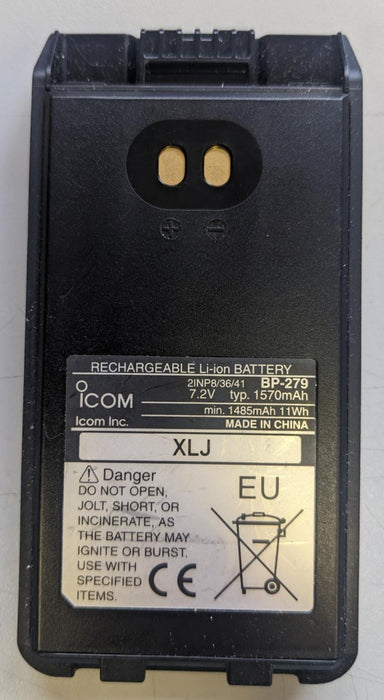 + −
RECHARGEABLE Li-ion BATTERY
2INP8/36/41 BP-279
ICOM
7.2V typ. 1570mAh
min. 1485mAh 11Wh
Icom Inc. MADE IN CHINA
XLJ
Danger
DO NOT OPEN,
JOLT, SHORT, OR
INCINERATE, AS
THE BATTERY MAY
IGNITE OR BURST.
USE WITH
SPECIFIED
ITEMS.
CE
EU